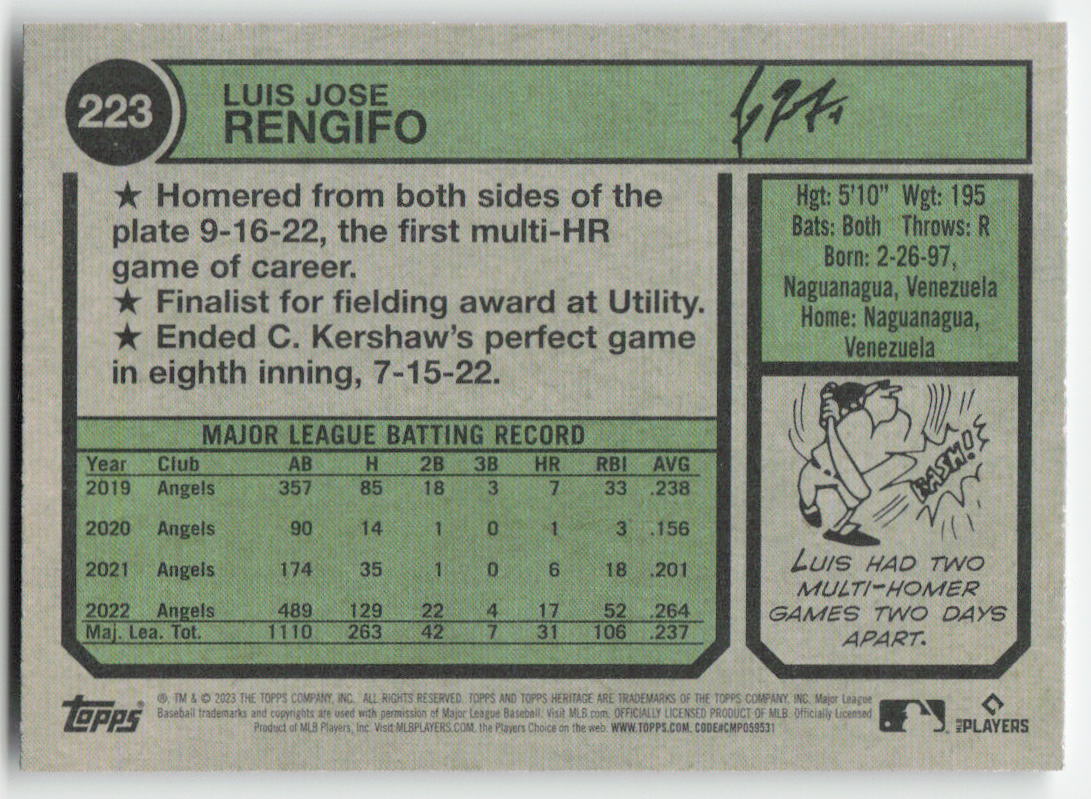 223
LUIS JOSE
RENGIFO
★ Homered from both sides of the
plate 9-16-22, the first multi-HR
game of career.
★ Finalist for fielding award at Utility.
★ Ended C. Kershaw's perfect game
in eighth inning, 7-15-22.
Hgt: 5'10" Wgt: 195
Bats: Both Throws: R
Born: 2-26-97,
Naguanagua, Venezuela
Home: Naguanagua,
Venezuela
BASH!
LUIS HAD TWO
MULTI-HOMER
GAMES TWO DAYS
APART.
MAJOR LEAGUE BATTING RECORD
Year Club AB H 2B 3B HR RBI AVG
2019 Angels 357 85 18 3 7 33 .238
2020 Angels 90 14 1 0 1 3 .156
2021 Angels 174 35 1 0 6 18 .201
2022 Angels 489 129 22 4 17 52 .264
Maj. Lea. Tot. 1110 263 42 7 31 106 .237
topps
®, TM & © 2023 THE TOPPS COMPANY, INC. ALL RIGHTS RESERVED. TOPPS AND TOPPS HERITAGE ARE TRADEMARKS OF THE TOPPS COMPANY, INC. Major League
Baseball trademarks and copyrights are used with permission of Major League Baseball. Visit MLB.com. OFFICIALLY LICENSED PRODUCT OF MLB. Officially Licensed
Product of MLB Players, Inc. Visit MLBPLAYERS.COM, the Players Choice on the web. WWW.TOPPS.COM. CODE#CMP059531
MLB PLAYERS